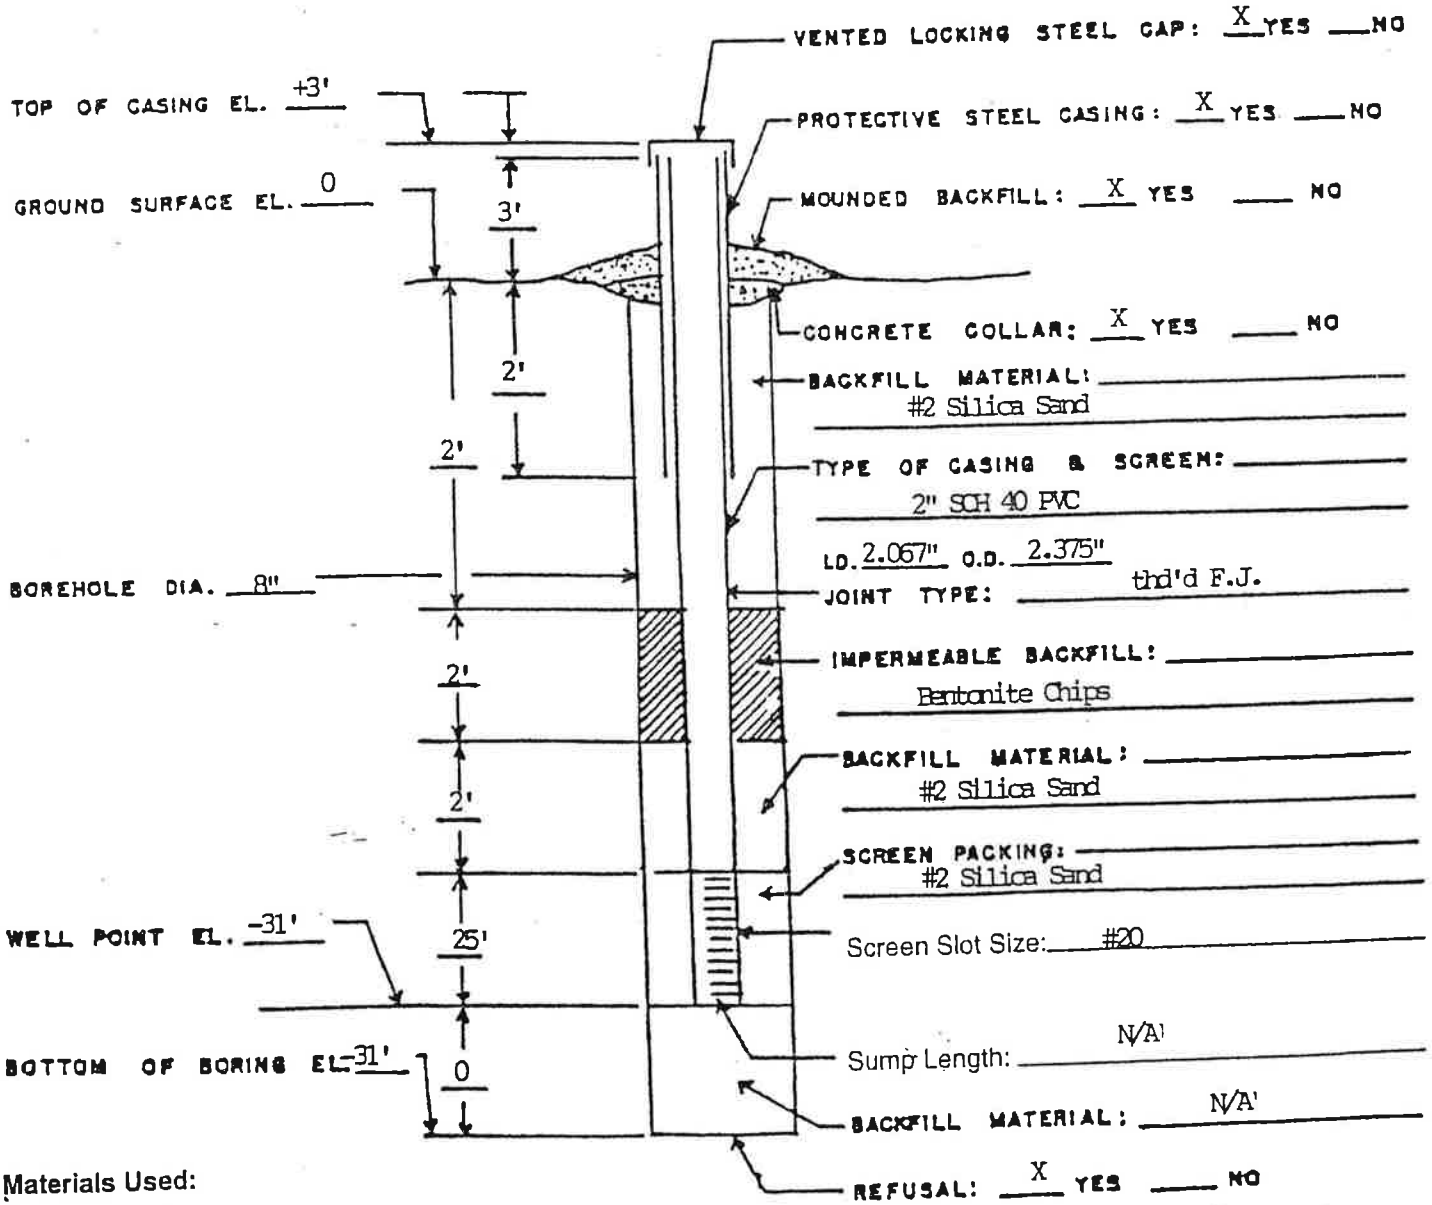 VENTED LOCKING STEEL CAP: X YES NO
TOP OF CASING EL. +3'
PROTECTIVE STEEL CASING: X YES NO
GROUND SURFACE EL. 0
3'
MOUNDED BACKFILL: X YES NO
CONCRETE COLLAR: X YES NO
2'
BACKFILL MATERIAL:
#2 Silica Sand
2'
TYPE OF CASING & SCREEN:
2" SCH 40 PVC
I.D. 2.067" O.D. 2.375"
BOREHOLE DIA. 8"
JOINT TYPE: thd'd F.J.
2'
IMPERMEABLE BACKFILL:
Bentonite Chips
BACKFILL MATERIAL:
#2 Silica Sand
2'
SCREEN PACKING:
#2 Silica Sand
WELL POINT EL. -31'
25'
Screen Slot Size: #20
Sump Length: N/A'
BOTTOM OF BORING EL. -31'
0
BACKFILL MATERIAL: N/A'
Materials Used:
REFUSAL: X YES NO